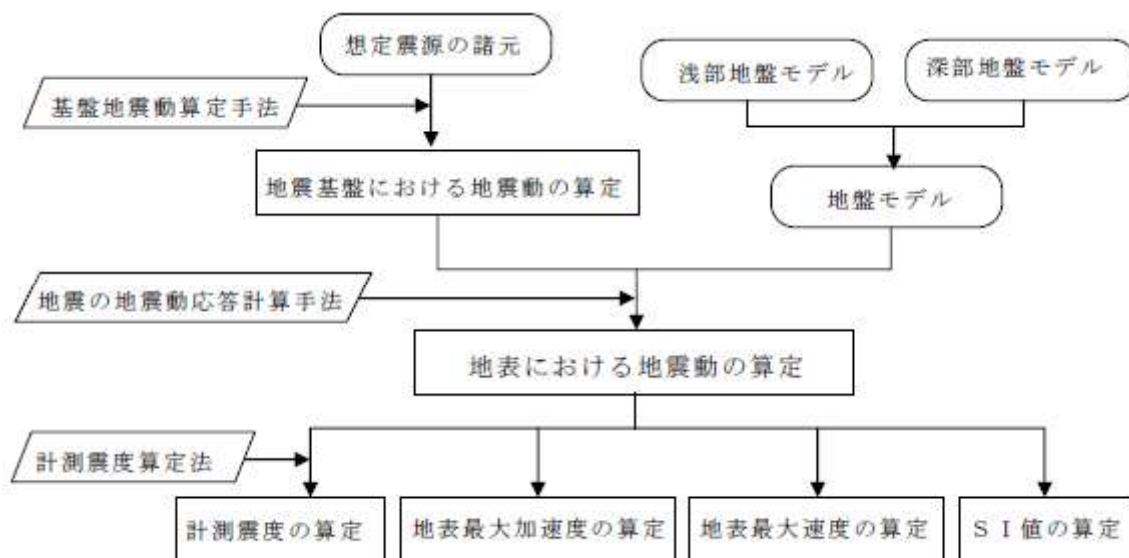 想定震源の諸元
浅部地盤モデル
深部地盤モデル
基盤地震動算定手法
地震基盤における地震動の算定
地盤モデル
地震の地震動応答計算手法
地表における地震動の算定
計測震度算定法
計測震度の算定
地表最大加速度の算定
地表最大速度の算定
ＳＩ値の算定